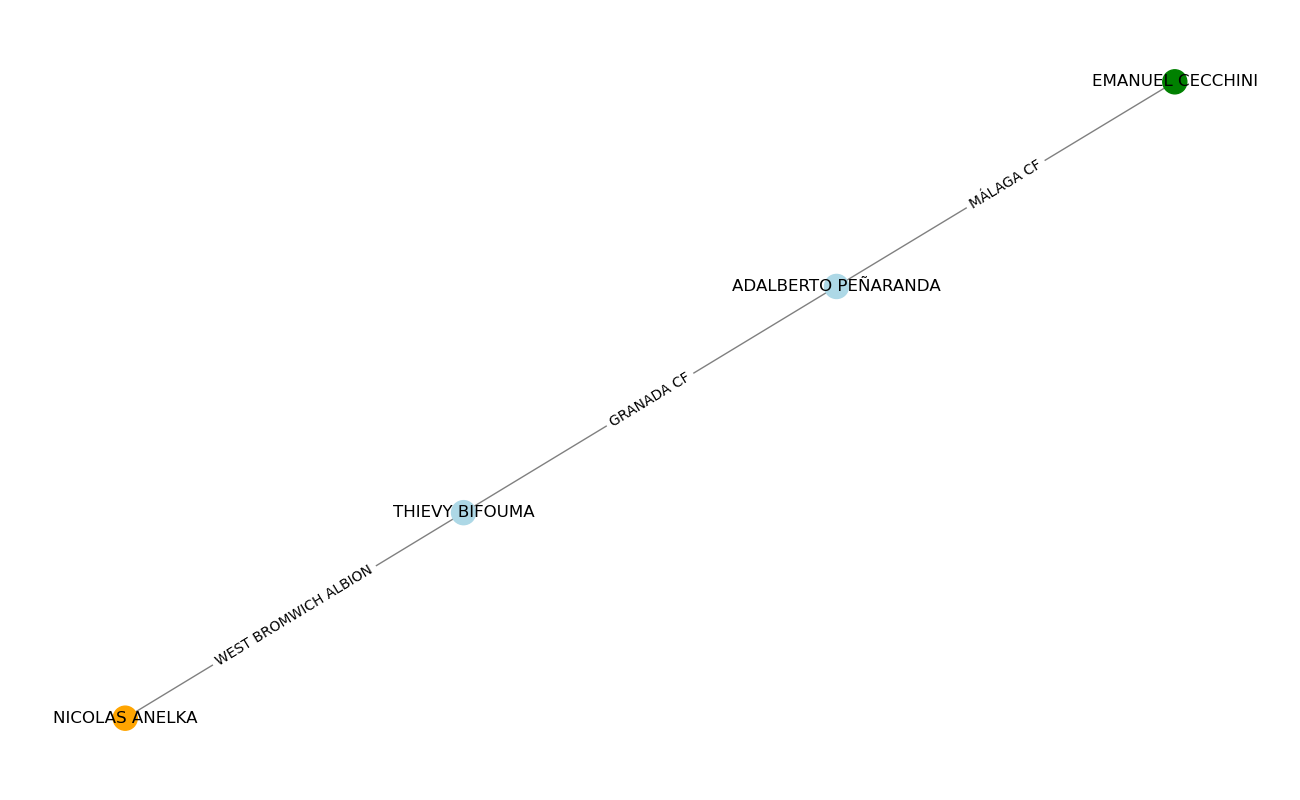 EMANUEL CECCHINI
MÁLAGA CF
ADALBERTO PEÑARANDA
GRANADA CF
THIEVY BIFOUMA
WEST BROMWICH ALBION
NICOLAS ANELKA